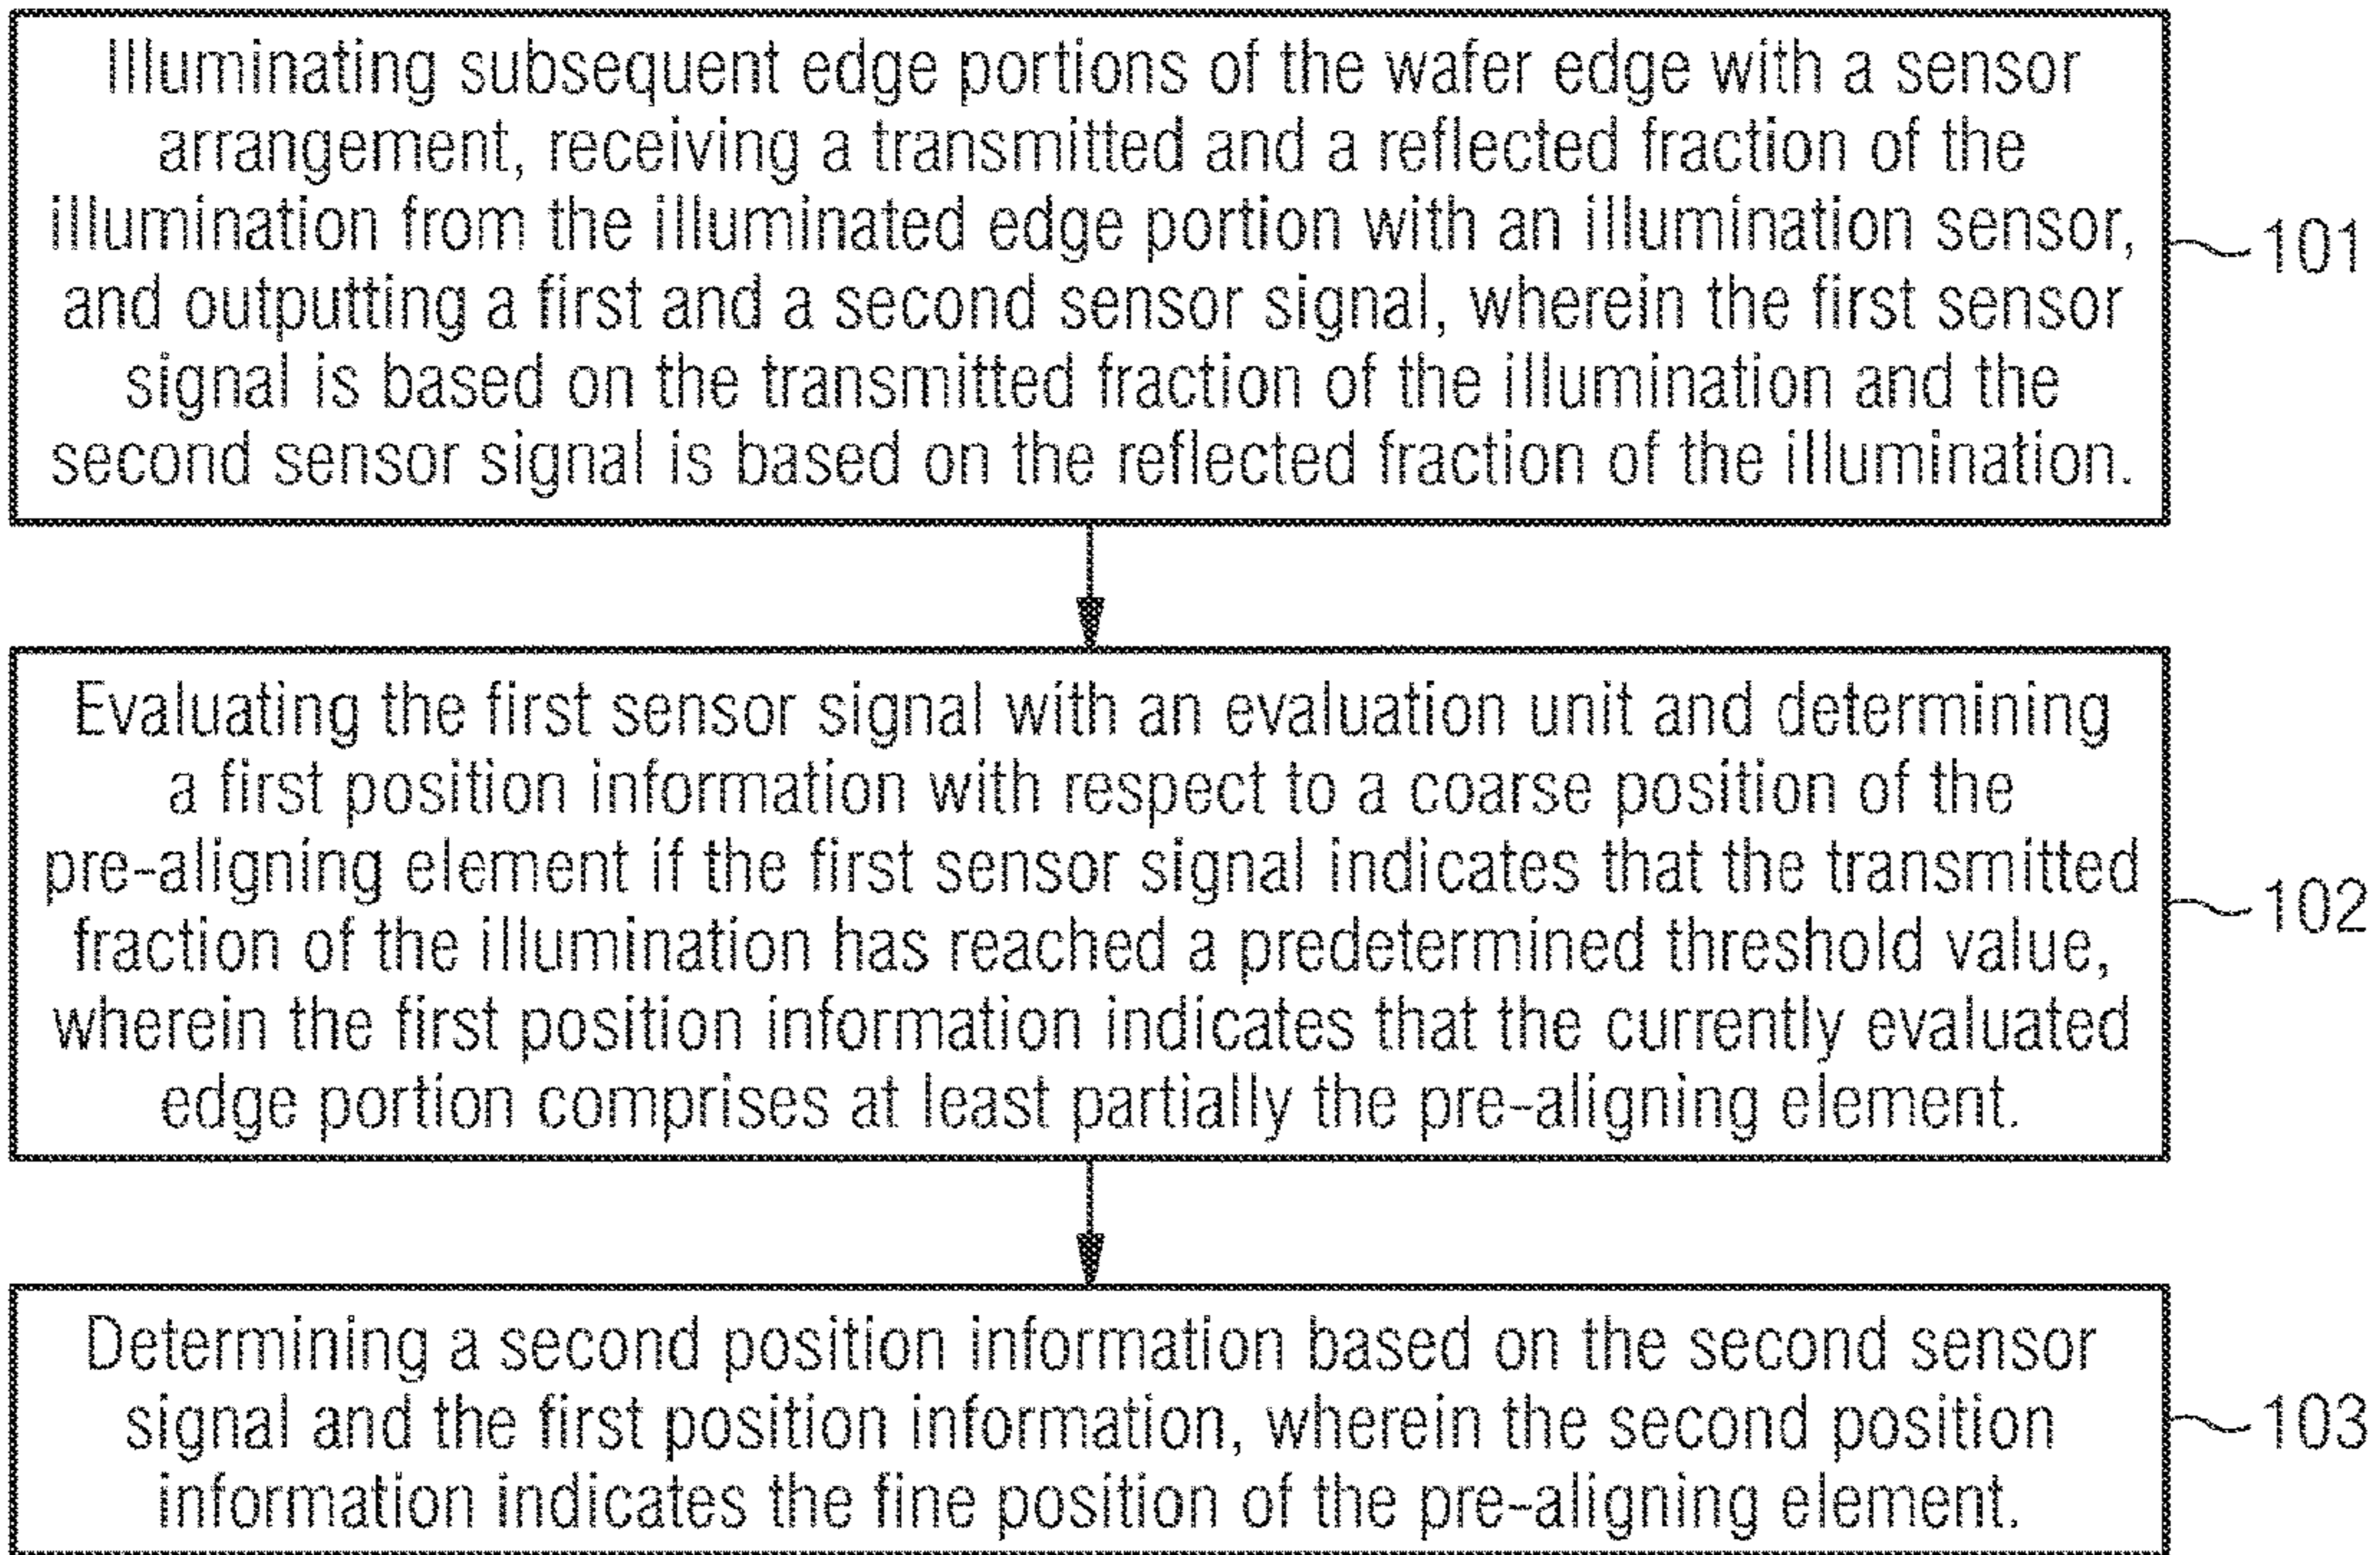 Illuminating subsequent edge portions of the wafer edge with a sensor
arrangement, receiving a transmitted and a reflected fraction of the
illumination from the illuminated edge portion with an illumination sensor,
and outputting a first and a second sensor signal, wherein the first sensor
signal is based on the transmitted fraction of the illumination and the
second sensor signal is based on the reflected fraction of the illumination.
101
Evaluating the first sensor signal with an evaluation unit and determining
a first position information with respect to a coarse position of the
pre-aligning element if the first sensor signal indicates that the transmitted
fraction of the illumination has reached a predetermined threshold value,
wherein the first position information indicates that the currently evaluated
edge portion comprises at least partially the pre-aligning element.
102
Determining a second position information based on the second sensor
signal and the first position information, wherein the second position
information indicates the fine position of the pre-aligning element.
103